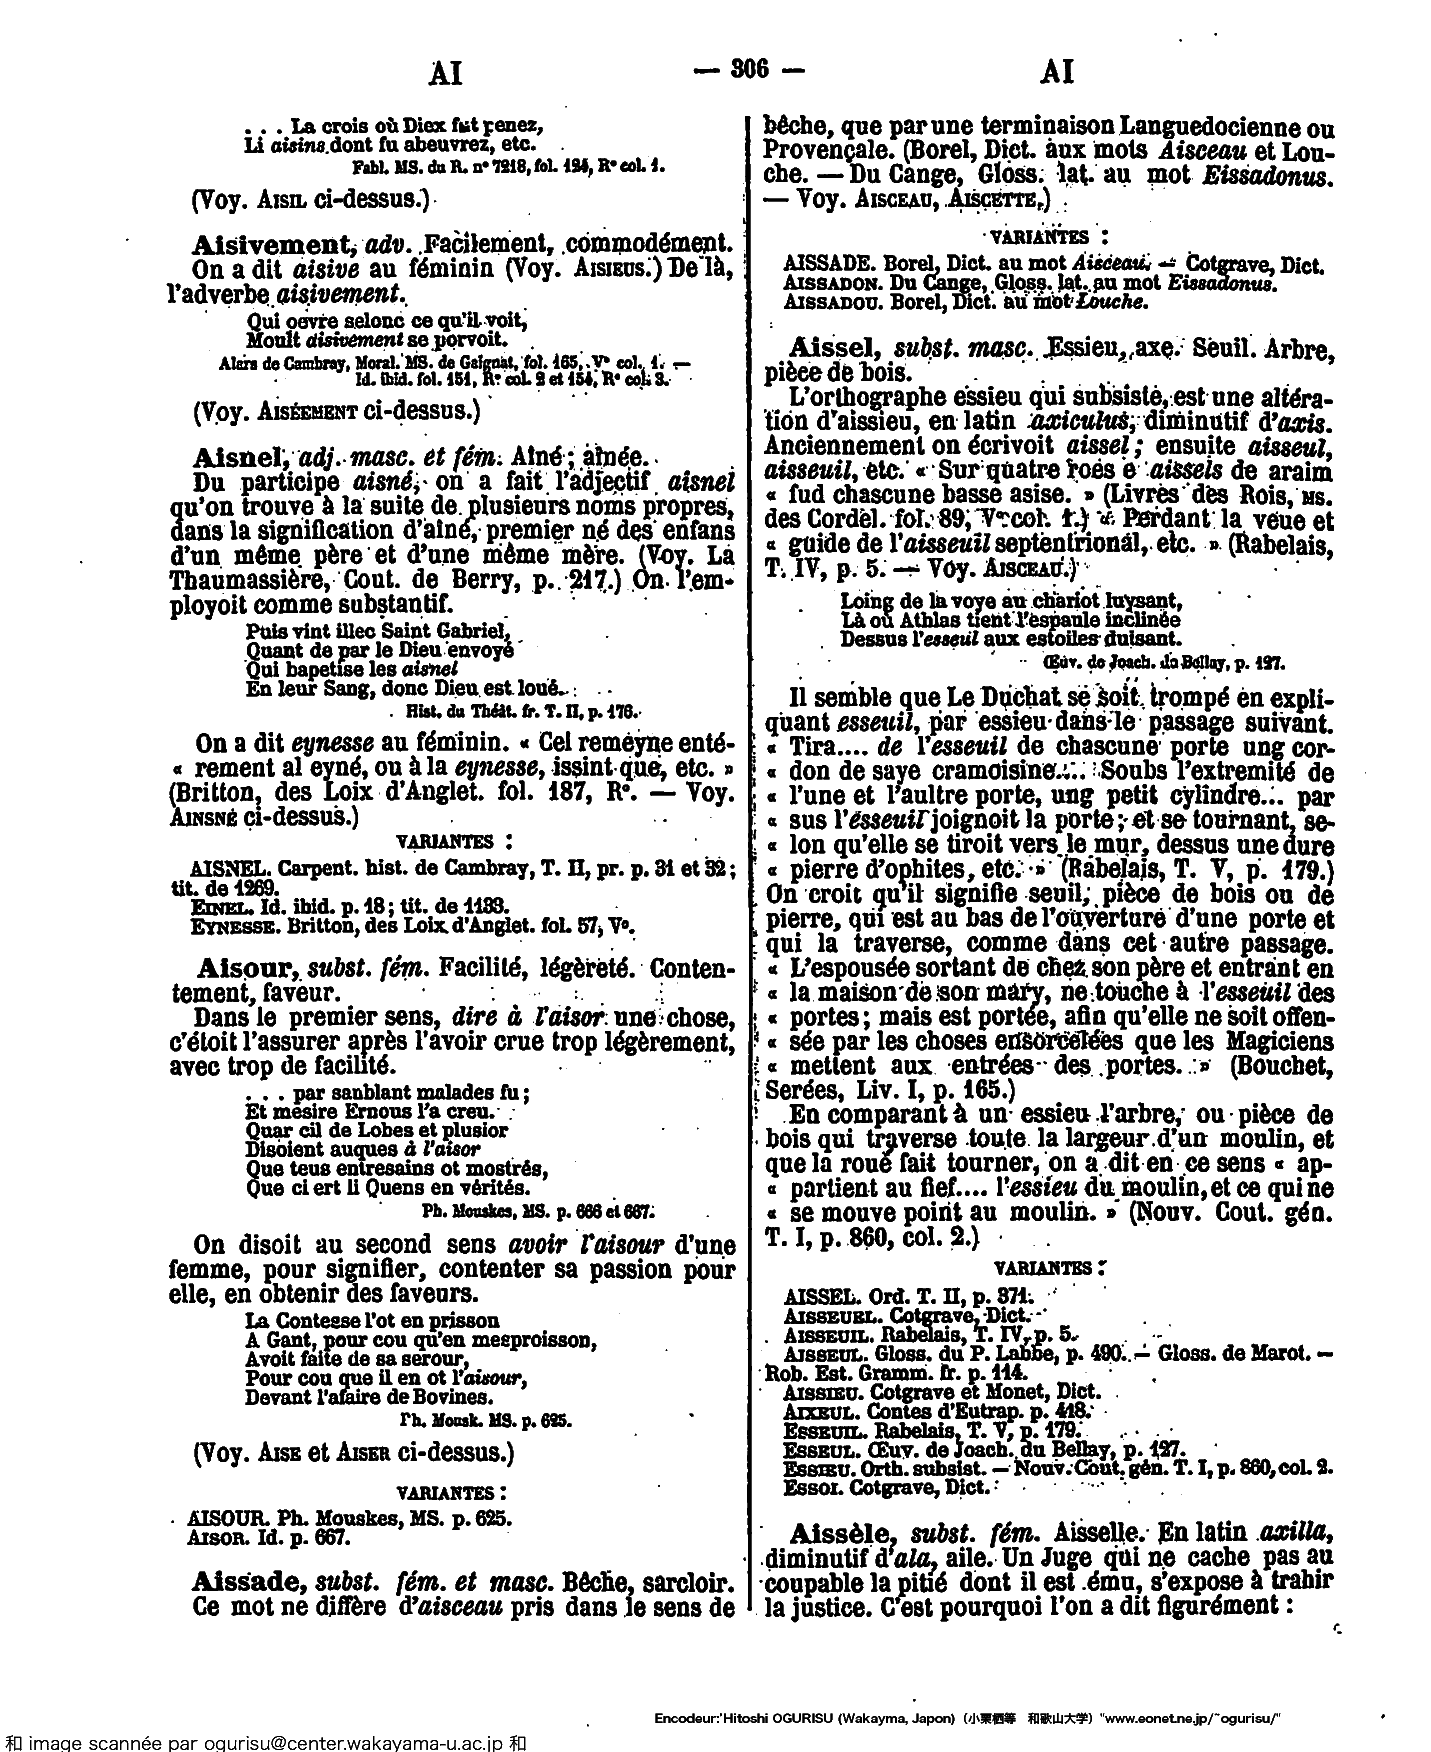 AI
— 306 —
AI
. . . La crois où Diex fut penez,
Li aisins dont fu abeuvrez, etc.
Fabl. MS. du R. n° 7218, fol. 124, R° col. 1.
(Voy. AISIL ci-dessus.)
Aisivement, adv. Facilement, commodément.
On a dit aisive au féminin (Voy. AISIEUS.) De là,
l'adverbe aisivement.
Qui oevre selonc ce qu'il voit,
Moult aisivement se porvoit.
Alars de Cambray, Moral. MS. de Gaignat, fol. 165, V° col. 1. —
Id. ibid. fol. 151, R° col. 2 et 154, R° col. 3.
(Voy. AISÉEMENT ci-dessus.)
Aisnel, adj. masc. et fém. Aîné ; aînée.
Du participe aisné, on a fait l'adjectif aisnel
qu'on trouve à la suite de plusieurs noms propres,
dans la signification d'aîné, premier né des enfans
d'un même père et d'une même mère. (Voy. La
Thaumassière, Cout. de Berry, p. 217.) On l'em-
ployoit comme substantif.
Puis vint illec Saint Gabriel,
Quant de par le Dieu envoyé
Qui bapetise les aisnel
En leur Sang, donc Dieu est loué.
Hist. du Théât. fr. T. II, p. 176.
On a dit eynesse au féminin. « Cel remeyne enté-
« rement al eyné, ou à la eynesse, issint que, etc. »
(Britton, des Loix d'Anglet. fol. 187, R°. — Voy.
AINSNÉ ci-dessus.)
VARIANTES :
AISNEL. Carpent. hist. de Cambray, T. II, pr. p. 31 et 32 ;
tit. de 1269.
EINEL. Id. ibid. p. 18 ; tit. de 1133.
EYNESSE. Britton, des Loix d'Anglet. fol. 57, V°.
Aisour, subst. fém. Facilité, légèreté. Conten-
tement, faveur.
Dans le premier sens, dire à l'aisor une chose,
c'étoit l'assurer après l'avoir crue trop légèrement,
avec trop de facilité.
. . . par sanblant malades fu ;
Et mesire Ernous l'a creu.
Quar cil de Lobes et plusior
Disoient auques à l'aisor
Que teus entresains ot mostrés,
Que ci ert li Quens en vérités.
Ph. Mouskes, MS. p. 666 et 667.
On disoit au second sens avoir l'aisour d'une
femme, pour signifier, contenter sa passion pour
elle, en obtenir des faveurs.
La Contesse l'ot en prison
A Gant, pour cou qu'en mesproisson,
Avoit faite de sa serour,
Pour cou que il en ot l'aisour,
Devant l'afaire de Bovines.
Ph. Mousk. MS. p. 625.
(Voy. AISE et AISER ci-dessus.)
VARIANTES :
AISOUR. Ph. Mouskes, MS. p. 625.
AISOR. Id. p. 667.
Aissade, subst. fém. et masc. Bêche, sarcloir.
Ce mot ne diffère d'aisceau pris dans le sens de
bêche, que par une terminaison Languedocienne ou
Provençale. (Borel, Dict. aux mots Aisceau et Lou-
che. — Du Cange, Gloss. lat. au mot Eissadonus.
— Voy. AISCEAU, AISCETTE.)
VARIANTES :
AISSADE. Borel, Dict. au mot Aisceau. — Cotgrave, Dict.
AISSADON. Du Cange, Gloss. lat. au mot Eissadonus.
AISSADOU. Borel, Dict. au mot Louche.
Aissel, subst. masc. Essieu, axe. Seuil. Arbre,
pièce de bois.
L'orthographe essieu qui subsiste, est une altéra-
tion d'aissieu, en latin axiculus, diminutif d'axis.
Anciennement on écrivoit aissel ; ensuite aisseul,
aisseuil, etc. « Sur quatre roes e aissels de araim
« fud chascune basse asise. » (Livres des Rois, MS.
des Cordel. fol. 89, V° col. 1.) « Perdant la veue et
« guide de l'aisseuil septentrional, etc. » (Rabelais,
T. IV, p. 5. — Voy. AISCEAU.)
Loing de la voye au chariot luysant,
Là où Athlas tient l'espaule inclinée
Dessus l'esseuil aux estoiles duisant.
Œuv. de Joach. du Bellay, p. 127.
Il semble que Le Duchat se soit trompé en expli-
quant esseuil, par essieu dans le passage suivant.
« Tira.... de l'esseuil de chascune porte ung cor-
« don de saye cramoisine.... Soubs l'extremité de
« l'une et l'aultre porte, ung petit cylindre... par
« sus l'esseuil joignoit la porte ; et se tournant, se-
« lon qu'elle se tiroit vers le mur, dessus une dure
« pierre d'ophites, etc. » (Rabelais, T. V, p. 179.)
On croit qu'il signifie seuil, pièce de bois ou de
pierre, qui est au bas de l'ouverture d'une porte et
qui la traverse, comme dans cet autre passage.
« L'espousée sortant de chez son père et entrant en
« la maison de son mary, ne touche à l'esseuil des
« portes ; mais est portée, afin qu'elle ne soit offen-
« sée par les choses ensorcelées que les Magiciens
« mettent aux entrées des portes. » (Bouchet,
Serées, Liv. I, p. 165.)
En comparant à un essieu l'arbre, ou pièce de
bois qui traverse toute la largeur d'un moulin, et
que la roue fait tourner, on a dit en ce sens « ap-
« partient au fief.... l'essieu du moulin, et ce qui ne
« se mouve point au moulin. » (Nouv. Cout. gén.
T. I, p. 860, col. 2.)
VARIANTES :
AISSEL. Ord. T. II, p. 371.
AISSEUEL. Cotgrave, Dict.
AISSEUIL. Rabelais, T. IV, p. 5.
AISSEUL. Gloss. du P. Labbe, p. 490. — Gloss. de Marot. —
Rob. Est. Gramm. fr. p. 114.
AISSIEU. Cotgrave et Monet, Dict.
AIXEUL. Contes d'Eutrap. p. 418.
ESSEUIL. Rabelais, T. V, p. 179.
ESSEUL. Œuv. de Joach. du Bellay, p. 127.
ESSIEU. Orth. subsist. — Nouv. Cout. gén. T. I, p. 860, col. 2.
ESSOI. Cotgrave, Dict.
Aissèle, subst. fém. Aisselle. En latin axilla,
diminutif d'ala, aile. Un Juge qui ne cache pas au
coupable la pitié dont il est ému, s'expose à trahir
la justice. C'est pourquoi l'on a dit figurément :
Encodeur:'Hitoshi OGURISU (Wakayma, Japon) (小栗栖等 和歌山大学) "www.eonet.ne.jp/~ogurisu/"
和 image scannée par ogurisu@center.wakayama-u.ac.jp 和